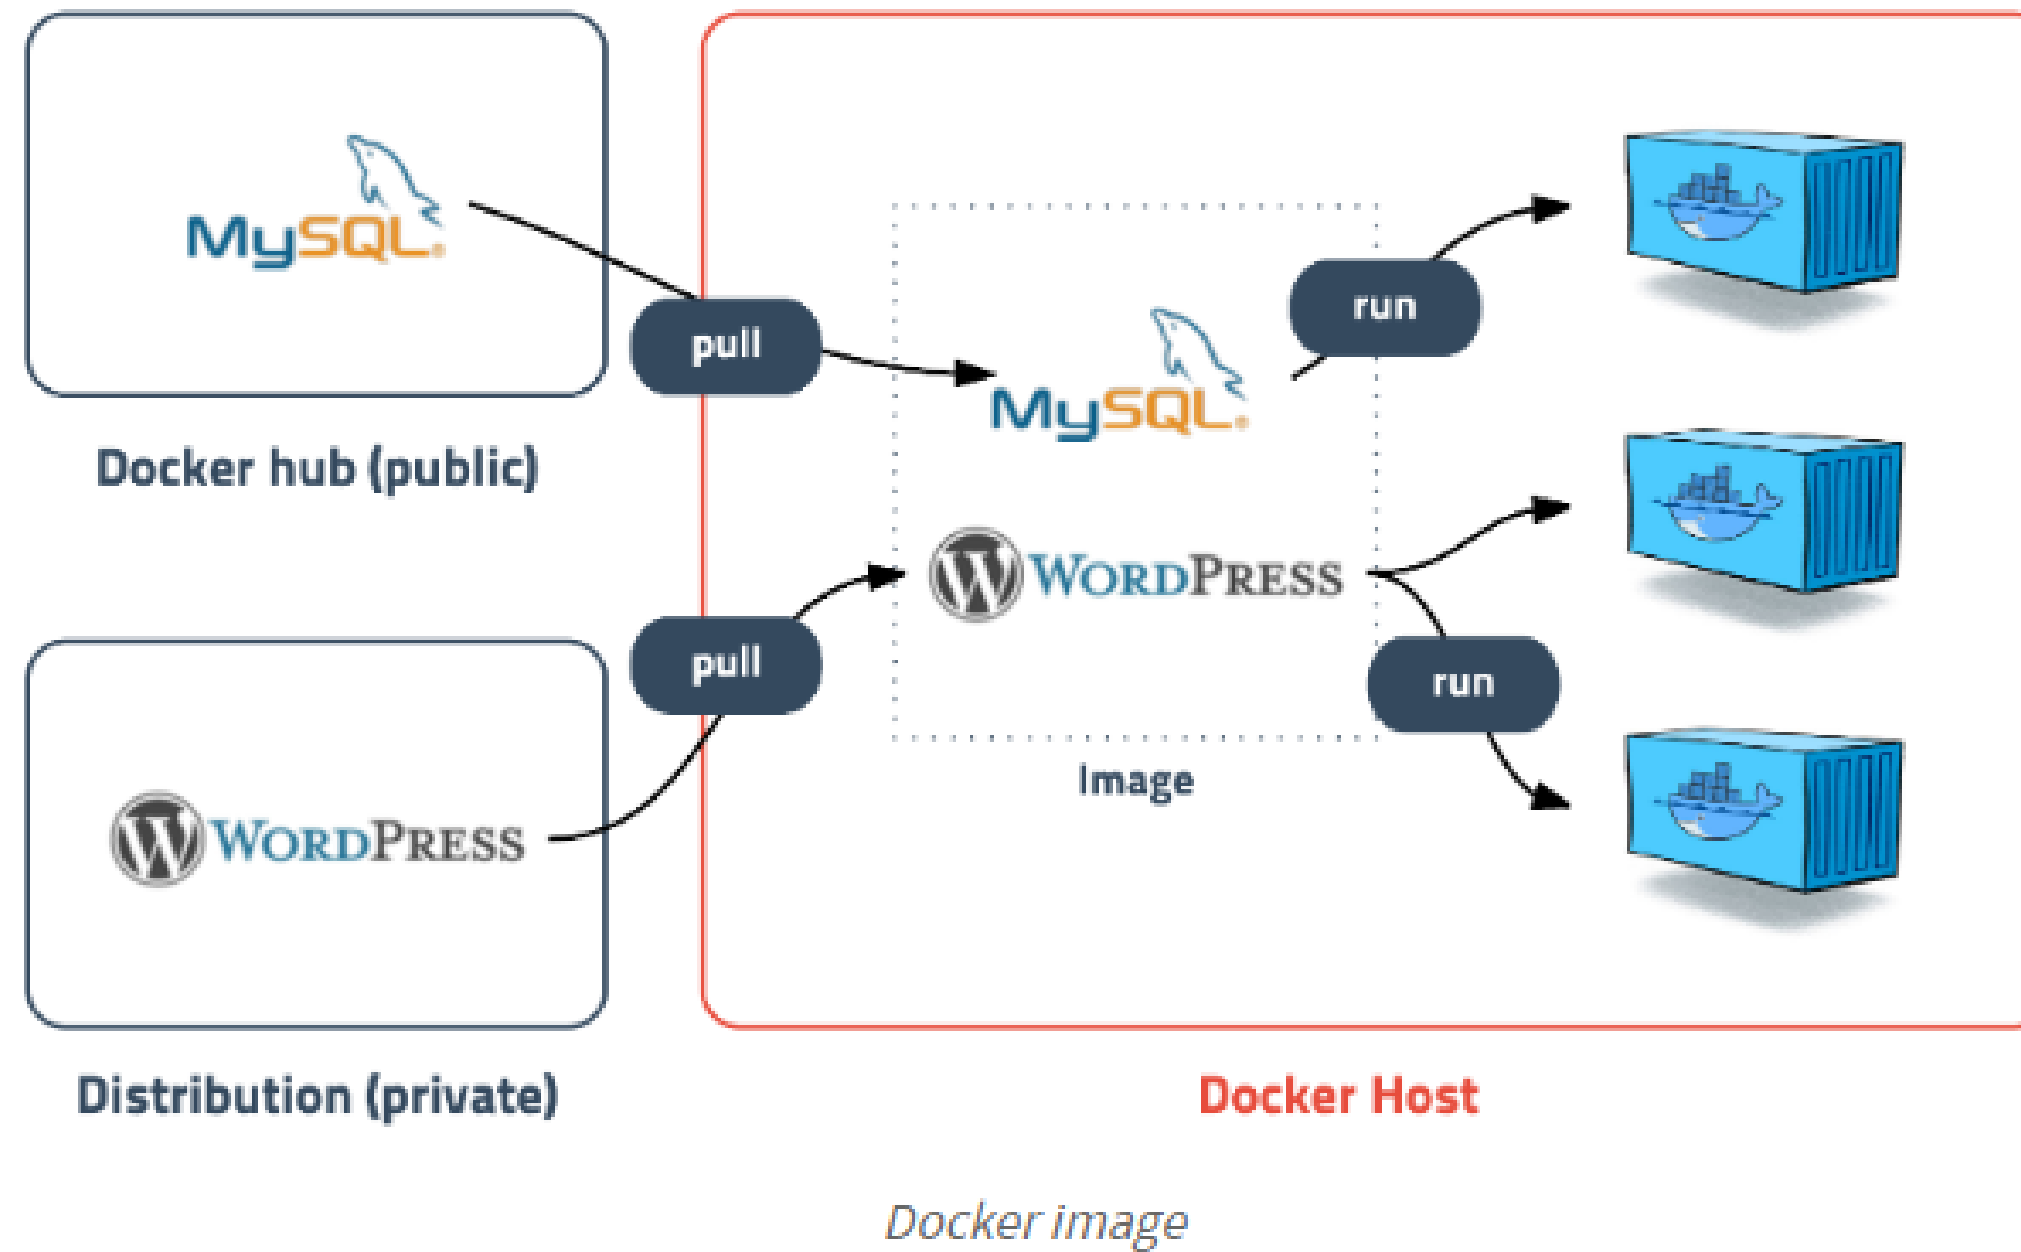 MySQL®
pull
Docker hub (public)
WORDPRESS
pull
Distribution (private)
MySQL®
WORDPRESS
Image
run
run
Docker Host
Docker image